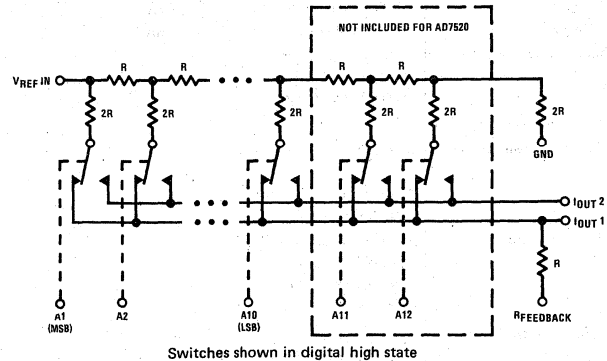 NOT INCLUDED FOR AD7520
VREF IN
R
R
R
R
2R
2R
2R
2R
2R
2R
GND
IOUT 2
IOUT 1
R
A1
(MSB)
A2
A10
(LSB)
A11
A12
RFEEDBACK
Switches shown in digital high state